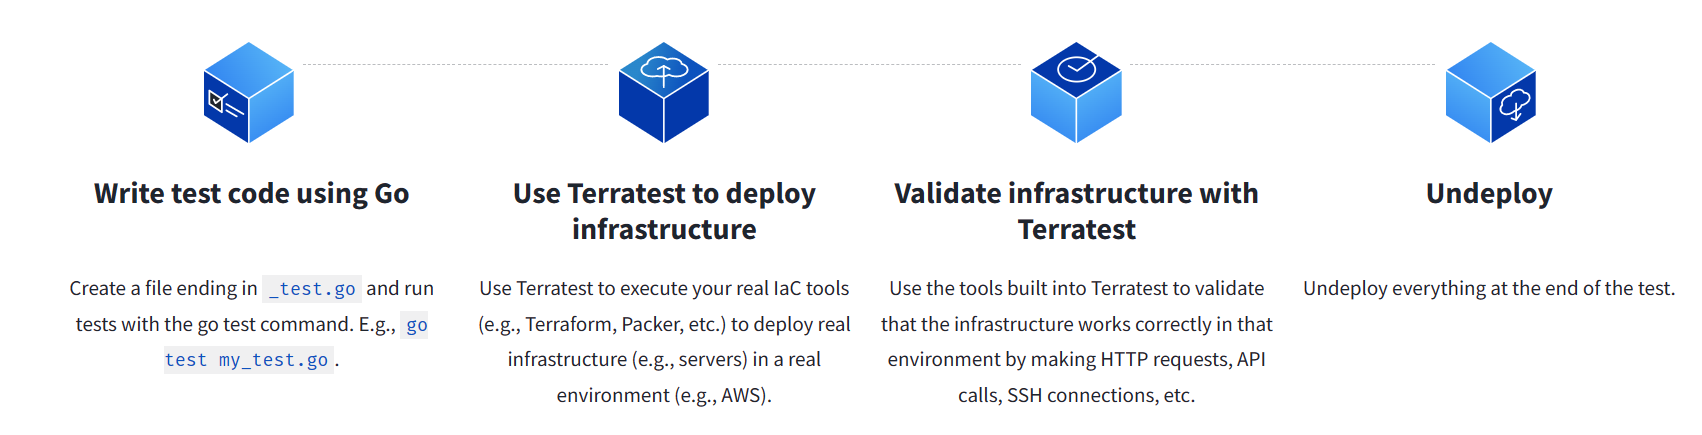 Write test code using Go
Create a file ending in _test.go and run
tests with the go test command. E.g., go
test my_test.go.
Use Terratest to deploy
infrastructure
Use Terratest to execute your real IaC tools
(e.g., Terraform, Packer, etc.) to deploy real
infrastructure (e.g., servers) in a real
environment (e.g., AWS).
Validate infrastructure with
Terratest
Use the tools built into Terratest to validate
that the infrastructure works correctly in that
environment by making HTTP requests, API
calls, SSH connections, etc.
Undeploy
Undeploy everything at the end of the test.